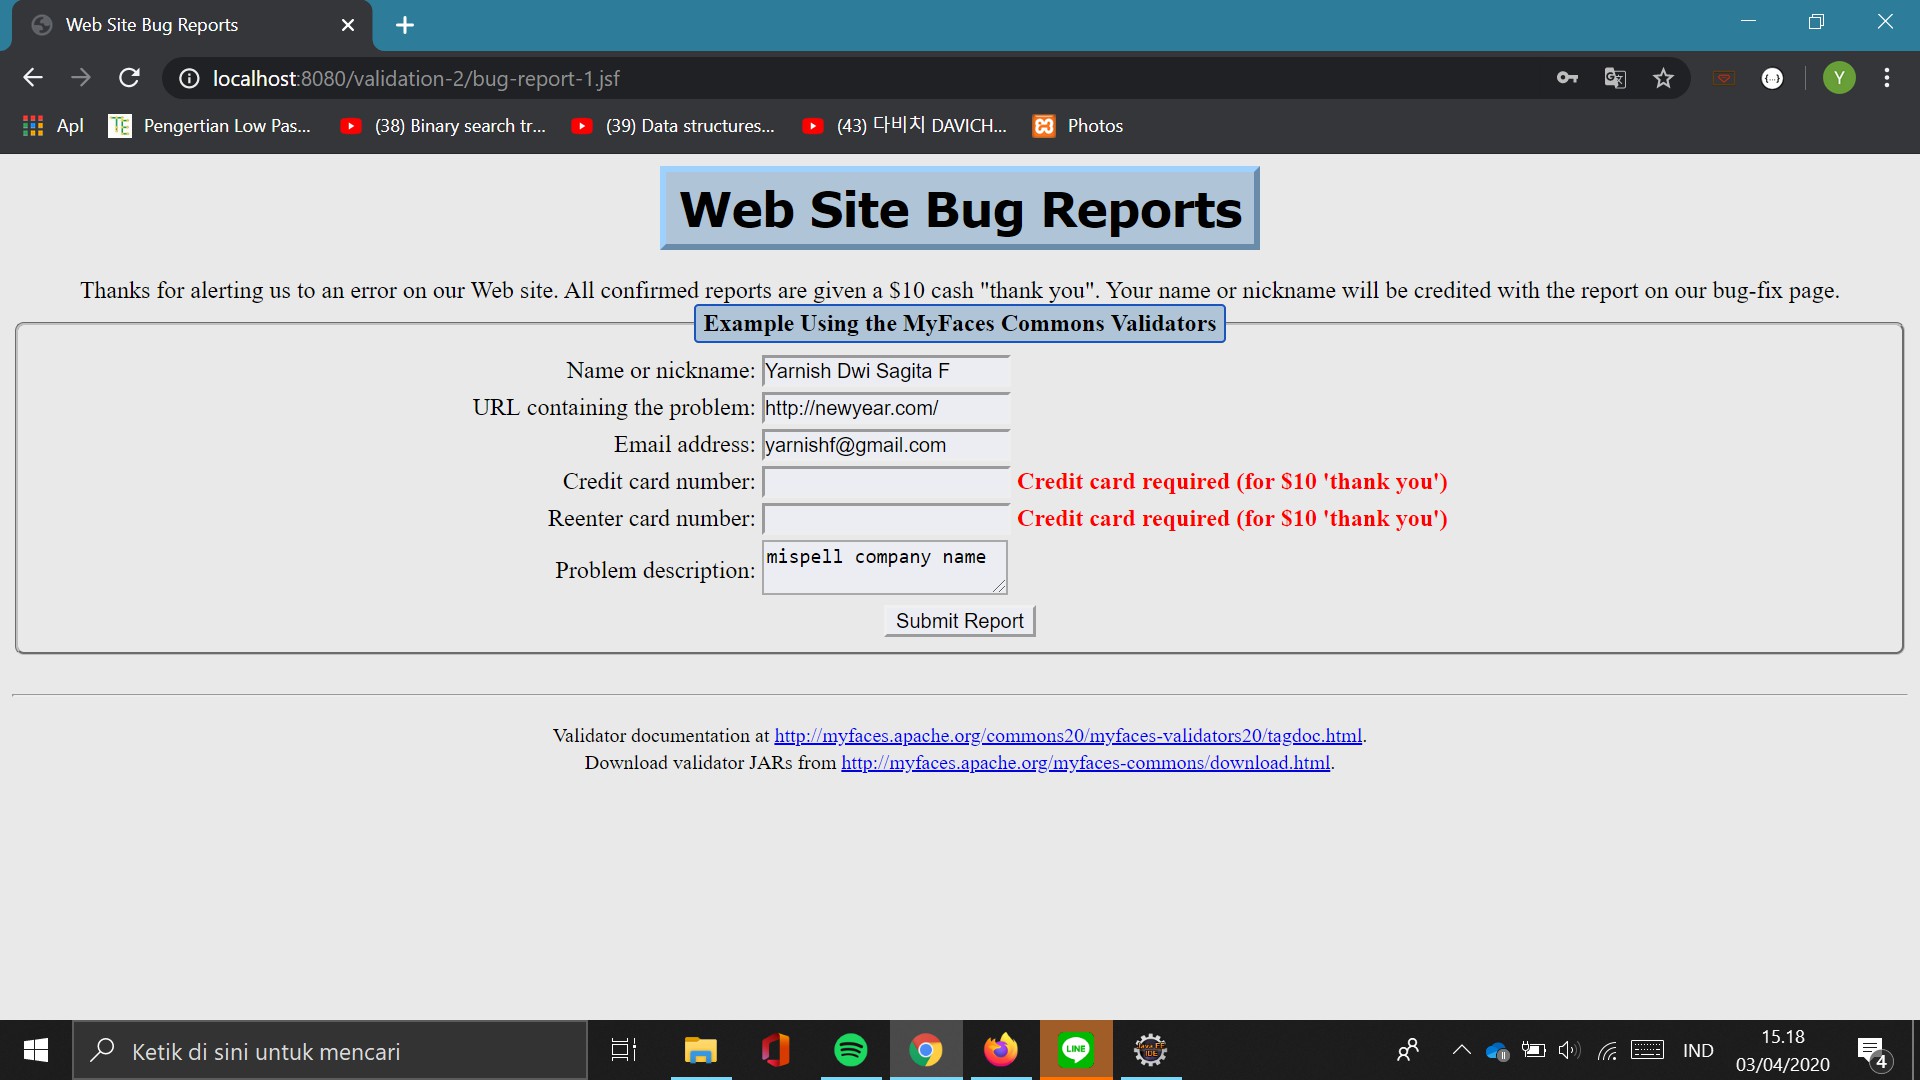 Web Site Bug Reports
localhost:8080/validation-2/bug-report-1.jsf
Y
Apl
TE Pengertian Low Pas...
(38) Binary search tr...
(39) Data structures...
(43) 다비치 DAVICH...
Photos
Web Site Bug Reports
Thanks for alerting us to an error on our Web site. All confirmed reports are given a $10 cash "thank you". Your name or nickname will be credited with the report on our bug-fix page.
Example Using the MyFaces Commons Validators
Name or nickname: Yarnish Dwi Sagita F
URL containing the problem: http://newyear.com/
Email address: yarnishf@gmail.com
Credit card number: Credit card required (for $10 'thank you')
Reenter card number: Credit card required (for $10 'thank you')
Problem description: mispell company name
Submit Report
Validator documentation at http://myfaces.apache.org/commons20/myfaces-validators20/tagdoc.html.
Download validator JARs from http://myfaces.apache.org/myfaces-commons/download.html.
Ketik di sini untuk mencari
LINE
IND
15.18
03/04/2020
4